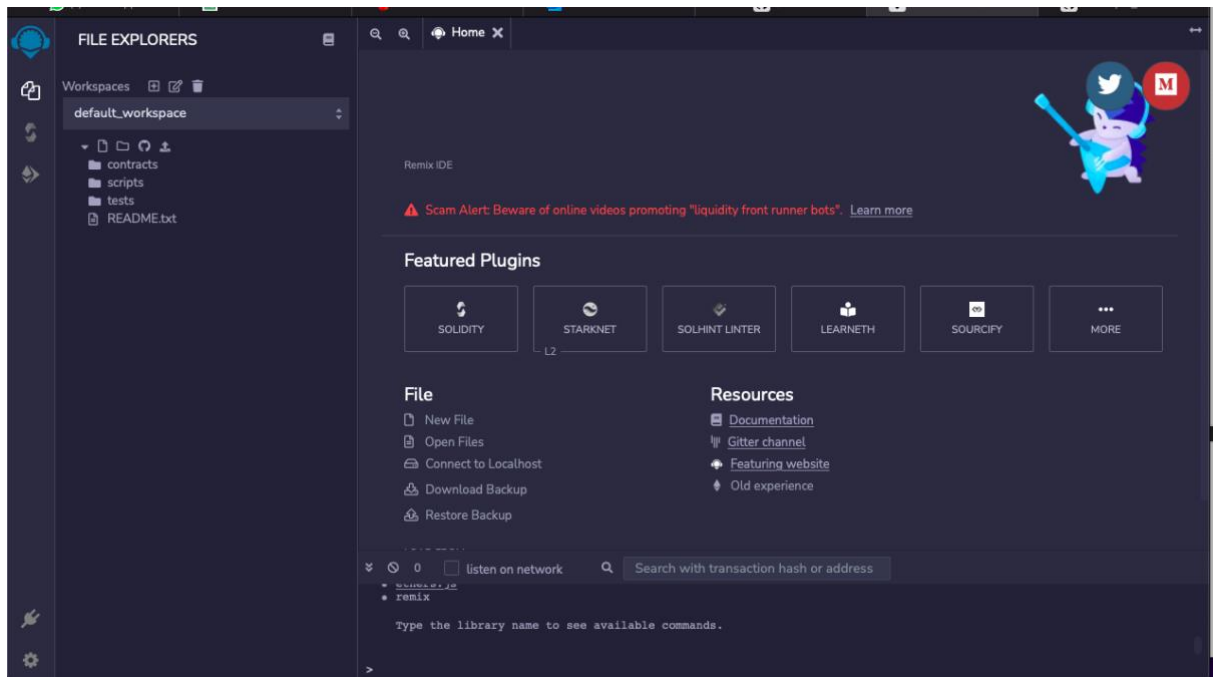 FILE EXPLORERS
Workspaces
default_workspace
contracts
scripts
tests
README.txt
Home
M
Remix IDE
Scam Alert: Beware of online videos promoting "liquidity front runner bots". Learn more
Featured Plugins
SOLIDITY
STARKNET
L2
SOLHINT LINTER
LEARNETH
SOURCIFY
MORE
File
New File
Open Files
Connect to Localhost
Download Backup
Restore Backup
Resources
Documentation
Gitter channel
Featuring website
Old experience
0
listen on network
Search with transaction hash or address
ethers.js
remix
Type the library name to see available commands.
>